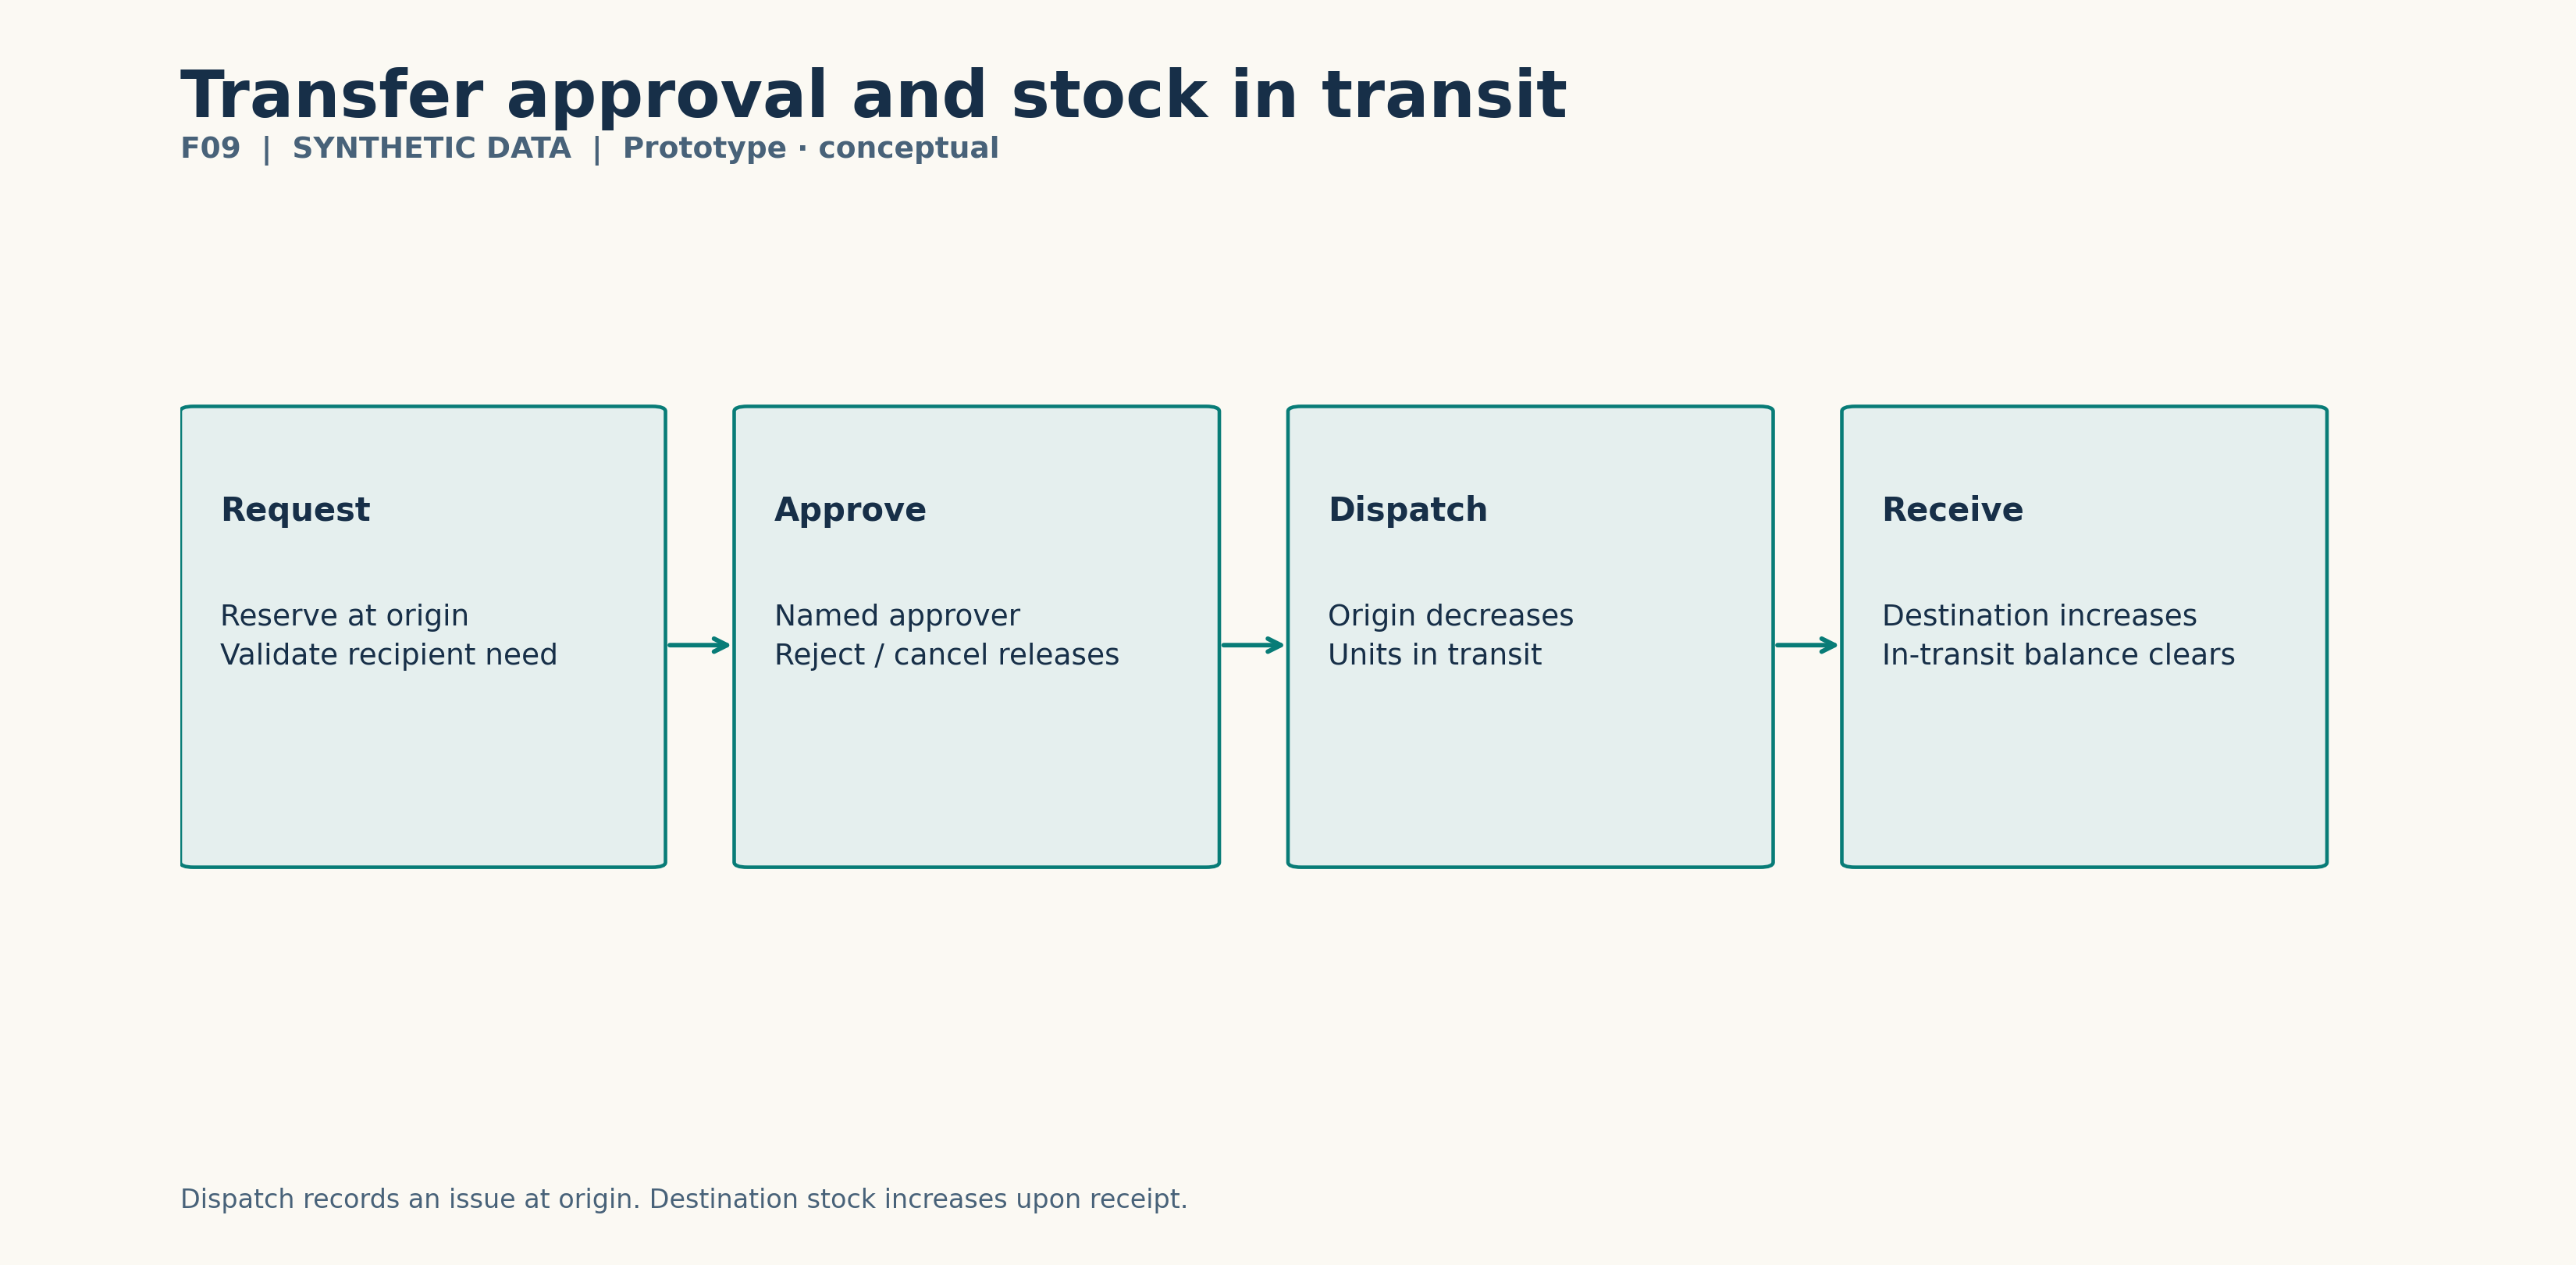 Transfer approval and stock in transit
F09 | SYNTHETIC DATA | Prototype · conceptual
Request
Reserve at origin
Validate recipient need
Approve
Named approver
Reject / cancel releases
Dispatch
Origin decreases
Units in transit
Receive
Destination increases
In-transit balance clears
Dispatch records an issue at origin. Destination stock increases upon receipt.